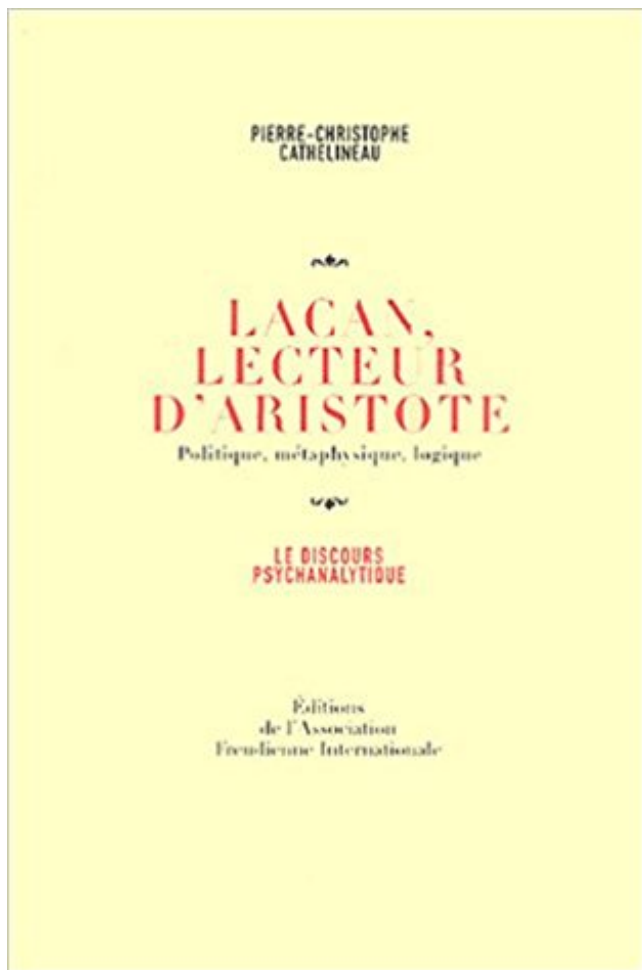 PIERRE-CHRISTOPHE
CATHELINEAU
LACAN,
LECTEUR
D'ARISTOTE
Politique, métaphysique, logique
LE DISCOURS
PSYCHANALYTIQUE
Éditions
de l'Association
Freudienne Internationale